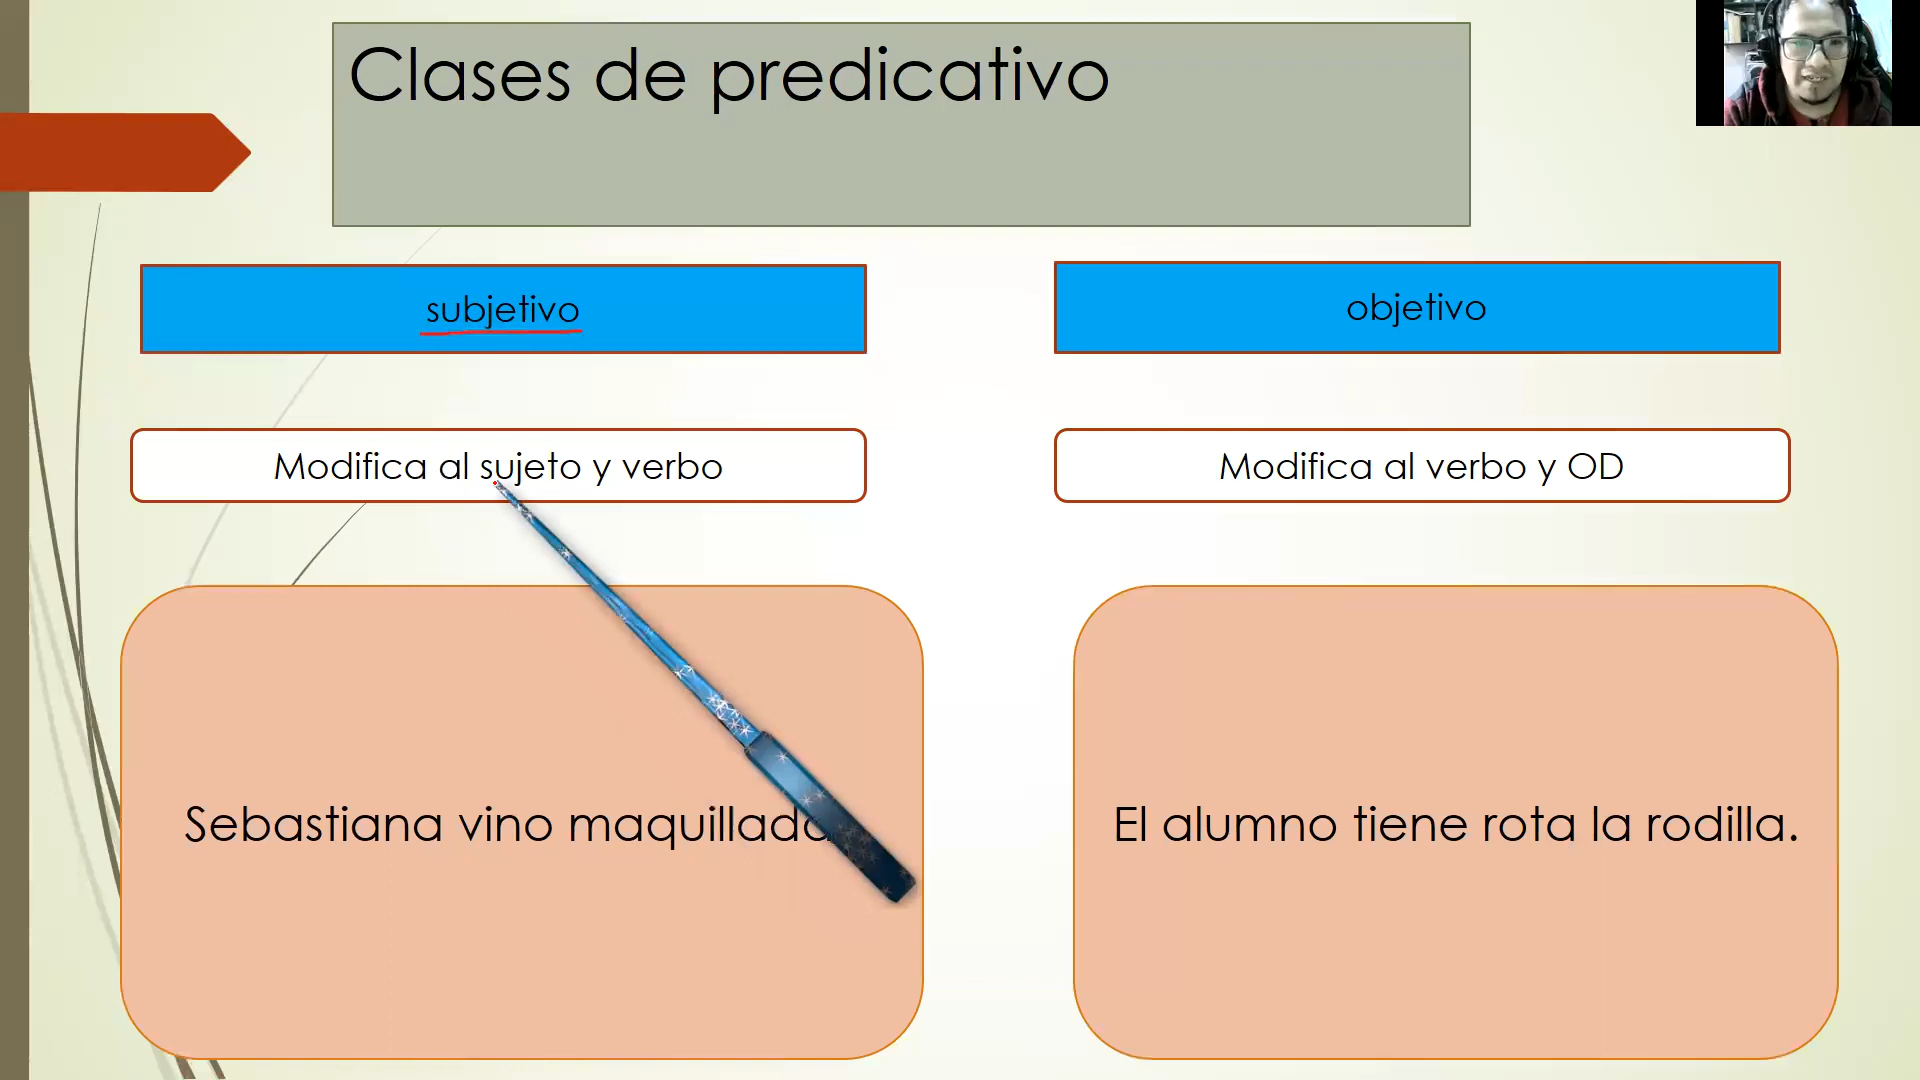 Clases de predicativo
subjetivo
objetivo
Modifica al sujeto y verbo
Modifica al verbo y OD
Sebastiana vino maquillada
El alumno tiene rota la rodilla.